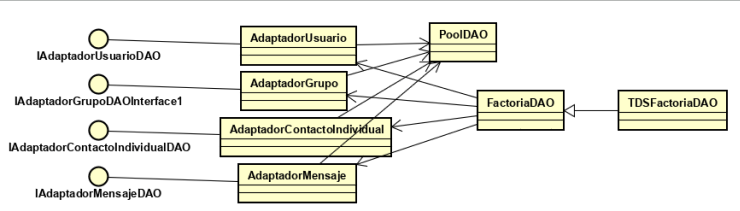 AdaptadorUsuario
PoolDAO
IAdaptadorUsuarioDAO
AdaptadorGrupo
IAdaptadorGrupoDAOInterface1
FactoriaDAO
TDSFactoriaDAO
AdaptadorContactoIndividual
IAdaptadorContactoIndividualDAO
AdaptadorMensaje
IAdaptadorMensajeDAO